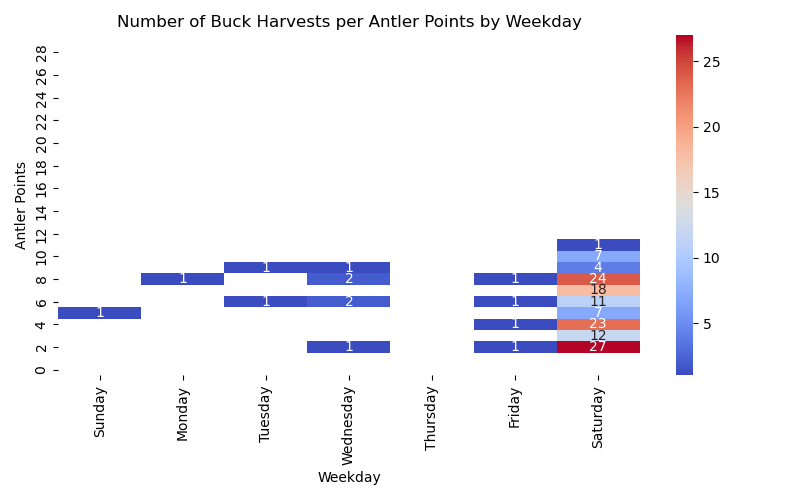 Number of Buck Harvests per Antler Points by Weekday
28
26
24
22
20
18
16
14
12
10
8
6
4
2
0
Antler Points
1
7
1 1 4
1 2 1 24
18
1 2 1 11
1 7
1 23
12
1 1 27
Sunday
Monday
Tuesday
Wednesday
Thursday
Friday
Saturday
Weekday
25
20
15
10
5